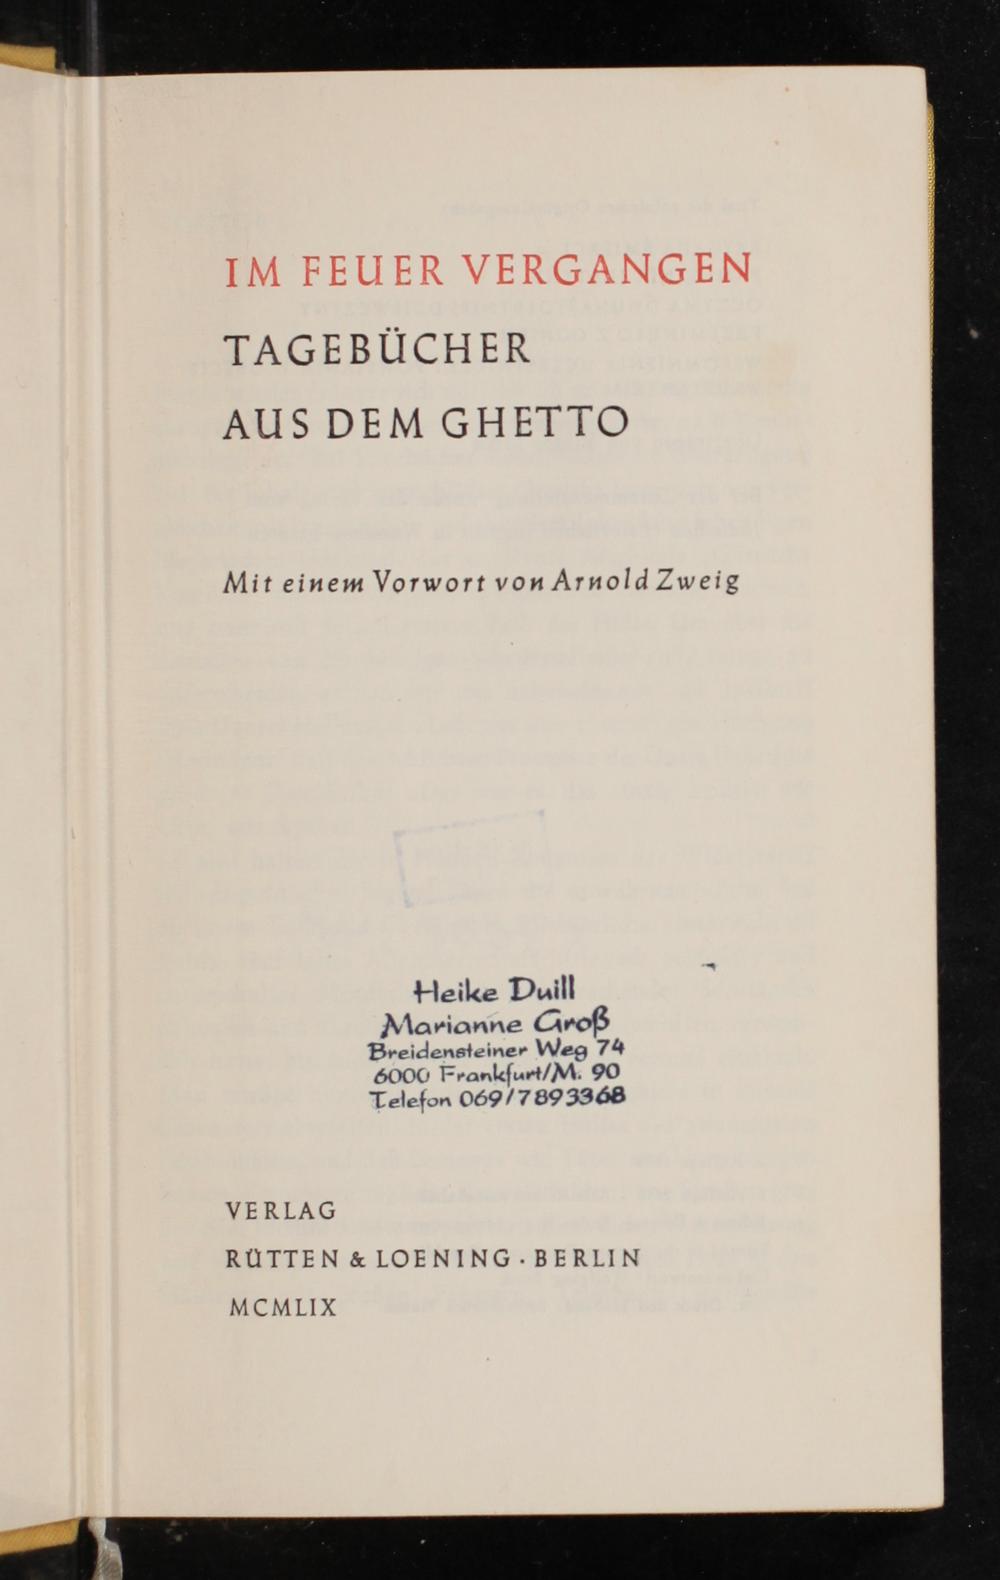 IM FEUER VERGANGEN
TAGEBÜCHER
AUS DEM GHETTO
Mit einem Vorwort von Arnold Zweig
Heike Duill
Marianne Groß
Breidensteiner Weg 74
6000 Frankfurt/M. 90
Telefon 069/7893368
VERLAG
RÜTTEN & LOENING · BERLIN
MCMLIX